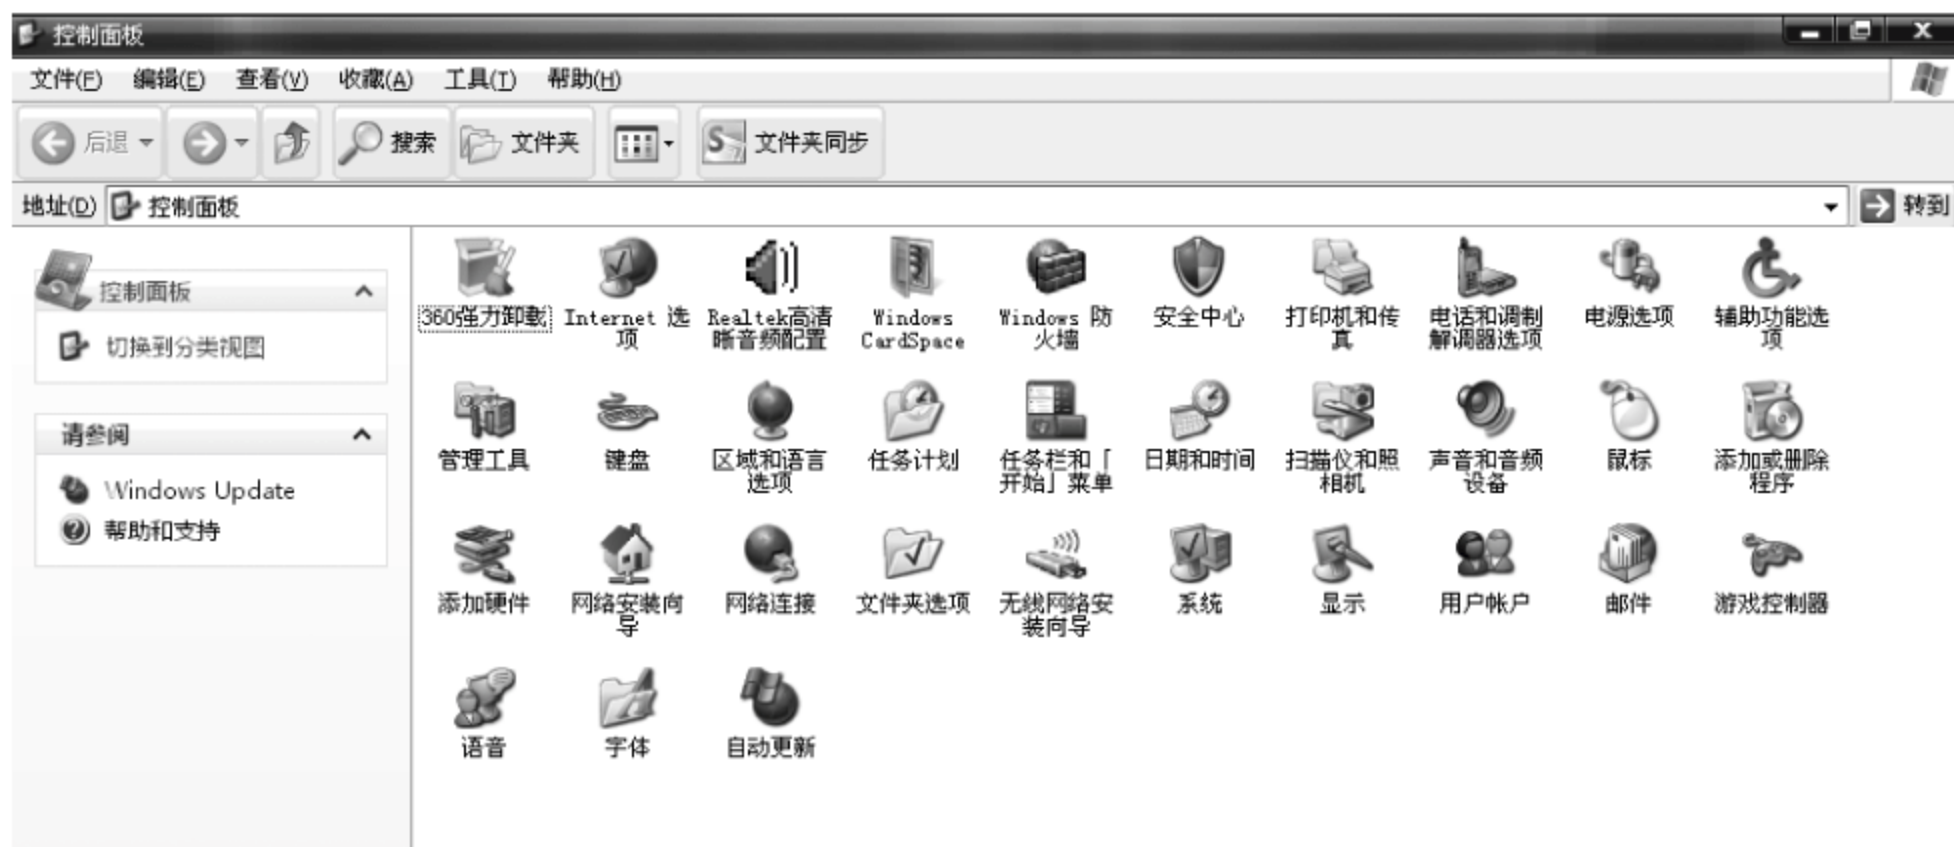 控制面板
文件(F) 编辑(E) 查看(V) 收藏(A) 工具(T) 帮助(H)
后退 搜索 文件夹 文件夹同步
地址(D) 控制面板 转到
控制面板
切换到分类视图
请参阅
Windows Update
帮助和支持
360强力卸载 Internet 选 Realtek高清 Windows Windows 防 安全中心 打印机和传 电话和调制 电源选项 辅助功能选
项 晰音频配置 CardSpace 火墙 真 解调器选项 项
管理工具 键盘 区域和语言 任务计划 任务栏和「 日期和时间 扫描仪和照 声音和音频 鼠标 添加或删除
选项 开始」菜单 相机 设备 程序
添加硬件 网络安装向 网络连接 文件夹选项 无线网络安 系统 显示 用户帐户 邮件 游戏控制器
导 装向导
语音 字体 自动更新